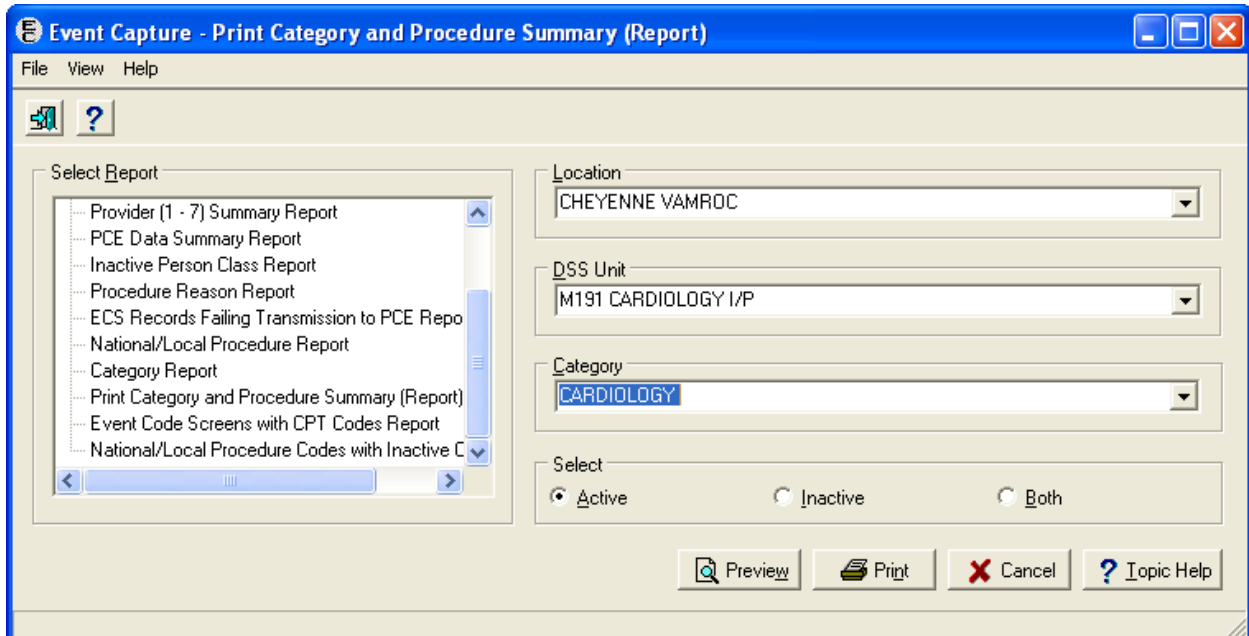 Event Capture - Print Category and Procedure Summary (Report)
File View Help
Select Report
Provider (1 - 7) Summary Report
PCE Data Summary Report
Inactive Person Class Report
Procedure Reason Report
ECS Records Failing Transmission to PCE Repo
National/Local Procedure Report
Category Report
Print Category and Procedure Summary (Report)
Event Code Screens with CPT Codes Report
National/Local Procedure Codes with Inactive C
Location
CHEYENNE VAMROC
DSS Unit
M191 CARDIOLOGY I/P
Category
CARDIOLOGY
Select
Active Inactive Both
Preview Print Cancel ? Topic Help